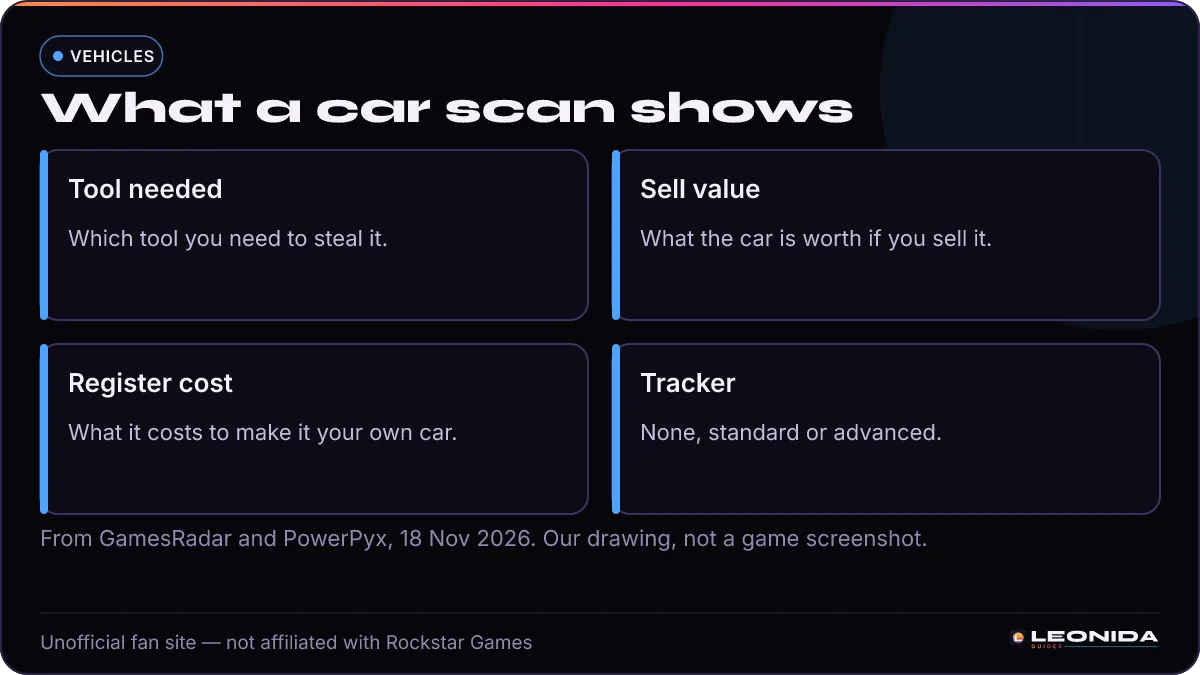 VEHICLES
What a car scan shows
Tool needed
Which tool you need to steal it.
Sell value
What the car is worth if you sell it.
Register cost
What it costs to make it your own car.
Tracker
None, standard or advanced.
From GamesRadar and PowerPyx, 18 Nov 2026. Our drawing, not a game screenshot.
Unofficial fan site — not affiliated with Rockstar Games
LEONIDA
GUIDES